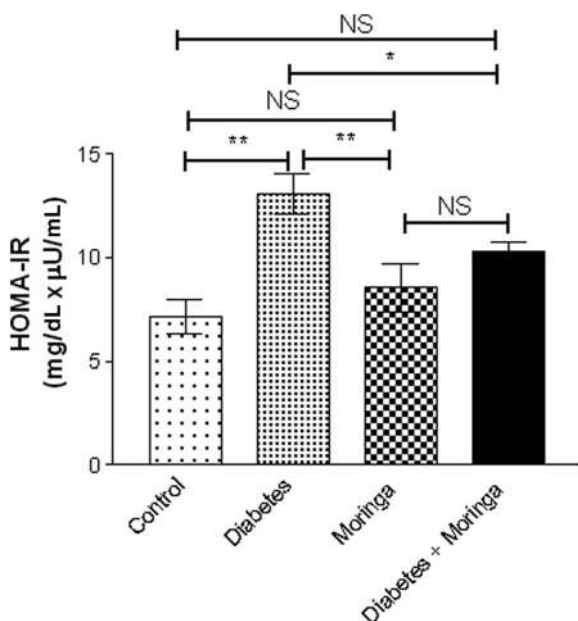 NS
*
NS
**
**
NS
HOMA-IR
(mg/dL x µU/mL)
15
10
5
0
Control
Diabetes
Moringa
Diabetes + Moringa